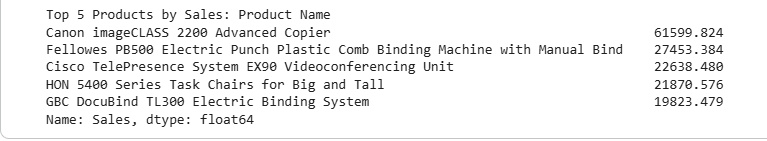 Top 5 Products by Sales: Product Name
Canon imageCLASS 2200 Advanced Copier 61599.824
Fellowes PB500 Electric Punch Plastic Comb Binding Machine with Manual Bind 27453.384
Cisco TelePresence System EX90 Videoconferencing Unit 22638.480
HON 5400 Series Task Chairs for Big and Tall 21870.576
GBC DocuBind TL300 Electric Binding System 19823.479
Name: Sales, dtype: float64